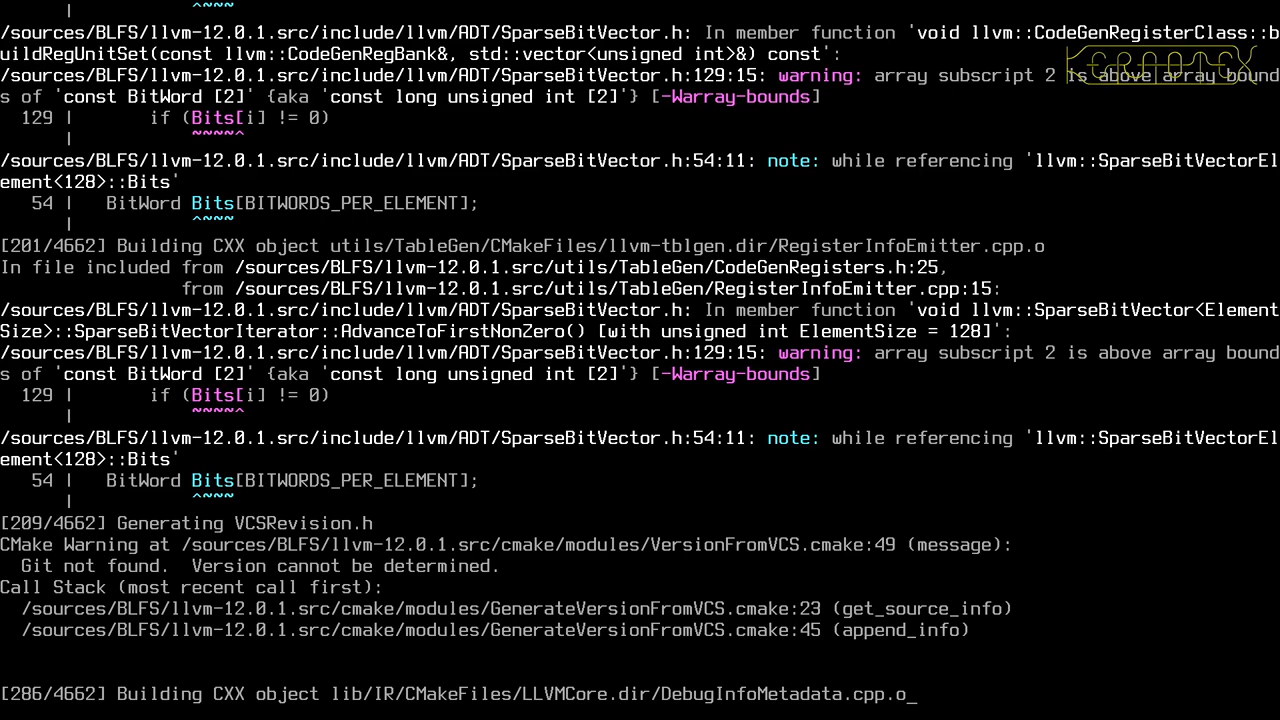 |           ^~~~
/sources/BLFS/llvm-12.0.1.src/include/llvm/ADT/SparseBitVector.h: In member function 'void llvm::CodeGenRegisterClass::b
uildRegUnitSet(const llvm::CodeGenRegBank&, std::vector<unsigned int>&) const':
KERNOTEX
/sources/BLFS/llvm-12.0.1.src/include/llvm/ADT/SparseBitVector.h:129:15: warning: array subscript 2 is above array bound
s of 'const BitWord [2]' {aka 'const long unsigned int [2]'} [-Warray-bounds]
  129 |       if (Bits[i] != 0)
      |           ~~~~^
/sources/BLFS/llvm-12.0.1.src/include/llvm/ADT/SparseBitVector.h:54:11: note: while referencing 'llvm::SparseBitVectorEl
ement<128>::Bits'
   54 |   BitWord Bits[BITWORDS_PER_ELEMENT];
      |           ^~~~
[201/4662] Building CXX object utils/TableGen/CMakeFiles/llvm-tblgen.dir/RegisterInfoEmitter.cpp.o
In file included from /sources/BLFS/llvm-12.0.1.src/utils/TableGen/CodeGenRegisters.h:25,
                 from /sources/BLFS/llvm-12.0.1.src/utils/TableGen/RegisterInfoEmitter.cpp:15:
/sources/BLFS/llvm-12.0.1.src/include/llvm/ADT/SparseBitVector.h: In member function 'void llvm::SparseBitVector<Element
Size>::SparseBitVectorIterator::AdvanceToFirstNonZero() [with unsigned int ElementSize = 128]':
/sources/BLFS/llvm-12.0.1.src/include/llvm/ADT/SparseBitVector.h:129:15: warning: array subscript 2 is above array bound
s of 'const BitWord [2]' {aka 'const long unsigned int [2]'} [-Warray-bounds]
  129 |       if (Bits[i] != 0)
      |           ~~~~^
/sources/BLFS/llvm-12.0.1.src/include/llvm/ADT/SparseBitVector.h:54:11: note: while referencing 'llvm::SparseBitVectorEl
ement<128>::Bits'
   54 |   BitWord Bits[BITWORDS_PER_ELEMENT];
      |           ^~~~
[209/4662] Generating VCSRevision.h
CMake Warning at /sources/BLFS/llvm-12.0.1.src/cmake/modules/VersionFromVCS.cmake:49 (message):
  Git not found.  Version cannot be determined.
Call Stack (most recent call first):
  /sources/BLFS/llvm-12.0.1.src/cmake/modules/GenerateVersionFromVCS.cmake:23 (get_source_info)
  /sources/BLFS/llvm-12.0.1.src/cmake/modules/GenerateVersionFromVCS.cmake:45 (append_info)
[286/4662] Building CXX object lib/IR/CMakeFiles/LLVMCore.dir/DebugInfoMetadata.cpp.o_